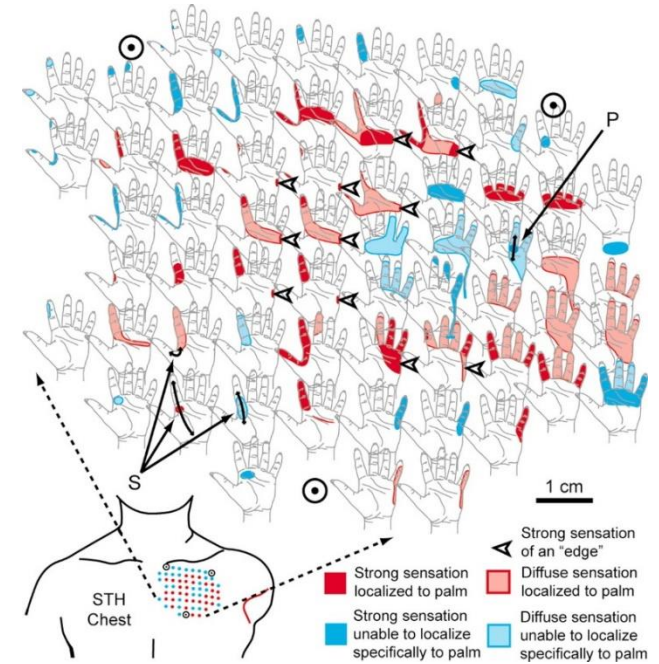 P
S
1 cm
STH
Chest
Strong sensation
of an "edge"
Strong sensation
localized to palm
Diffuse sensation
localized to palm
Strong sensation
unable to localize
specifically to palm
Diffuse sensation
unable to localize
specifically to palm